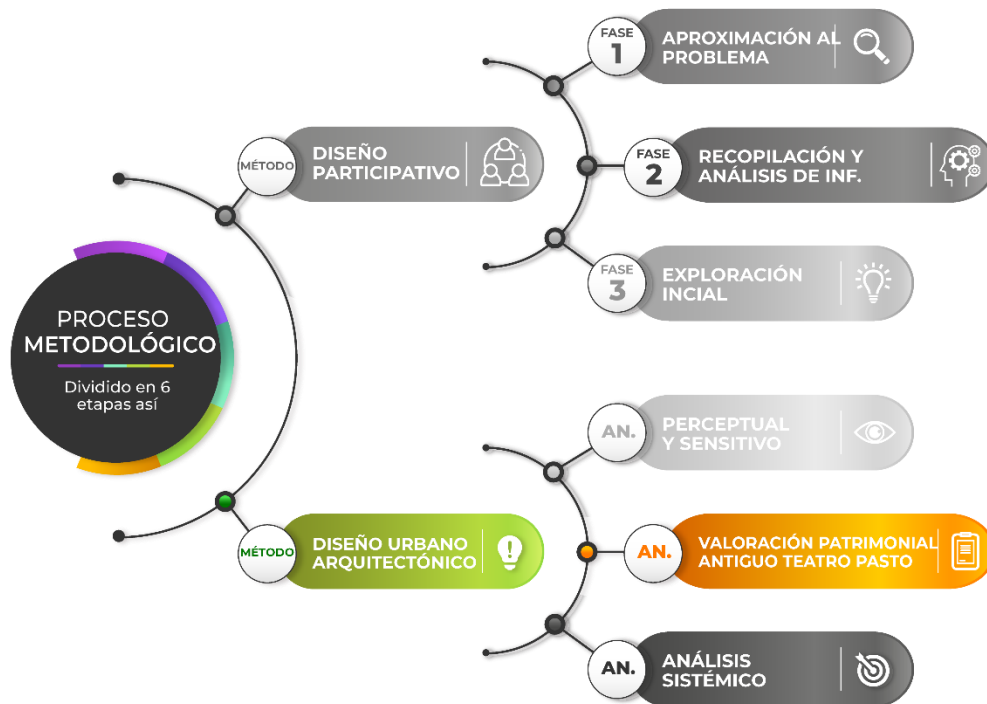 PROCESO
METODOLÓGICO
Dividido en 6
etapas así
MÉTODO
DISEÑO
PARTICIPATIVO
FASE
1
APROXIMACIÓN AL
PROBLEMA
FASE
2
RECOPILACIÓN Y
ANÁLISIS DE INF.
FASE
3
EXPLORACIÓN
INCIAL
MÉTODO
DISEÑO URBANO
ARQUITECTÓNICO
AN.
PERCEPTUAL
Y SENSITIVO
AN.
VALORACIÓN PATRIMONIAL
ANTIGUO TEATRO PASTO
AN.
ANÁLISIS
SISTÉMICO